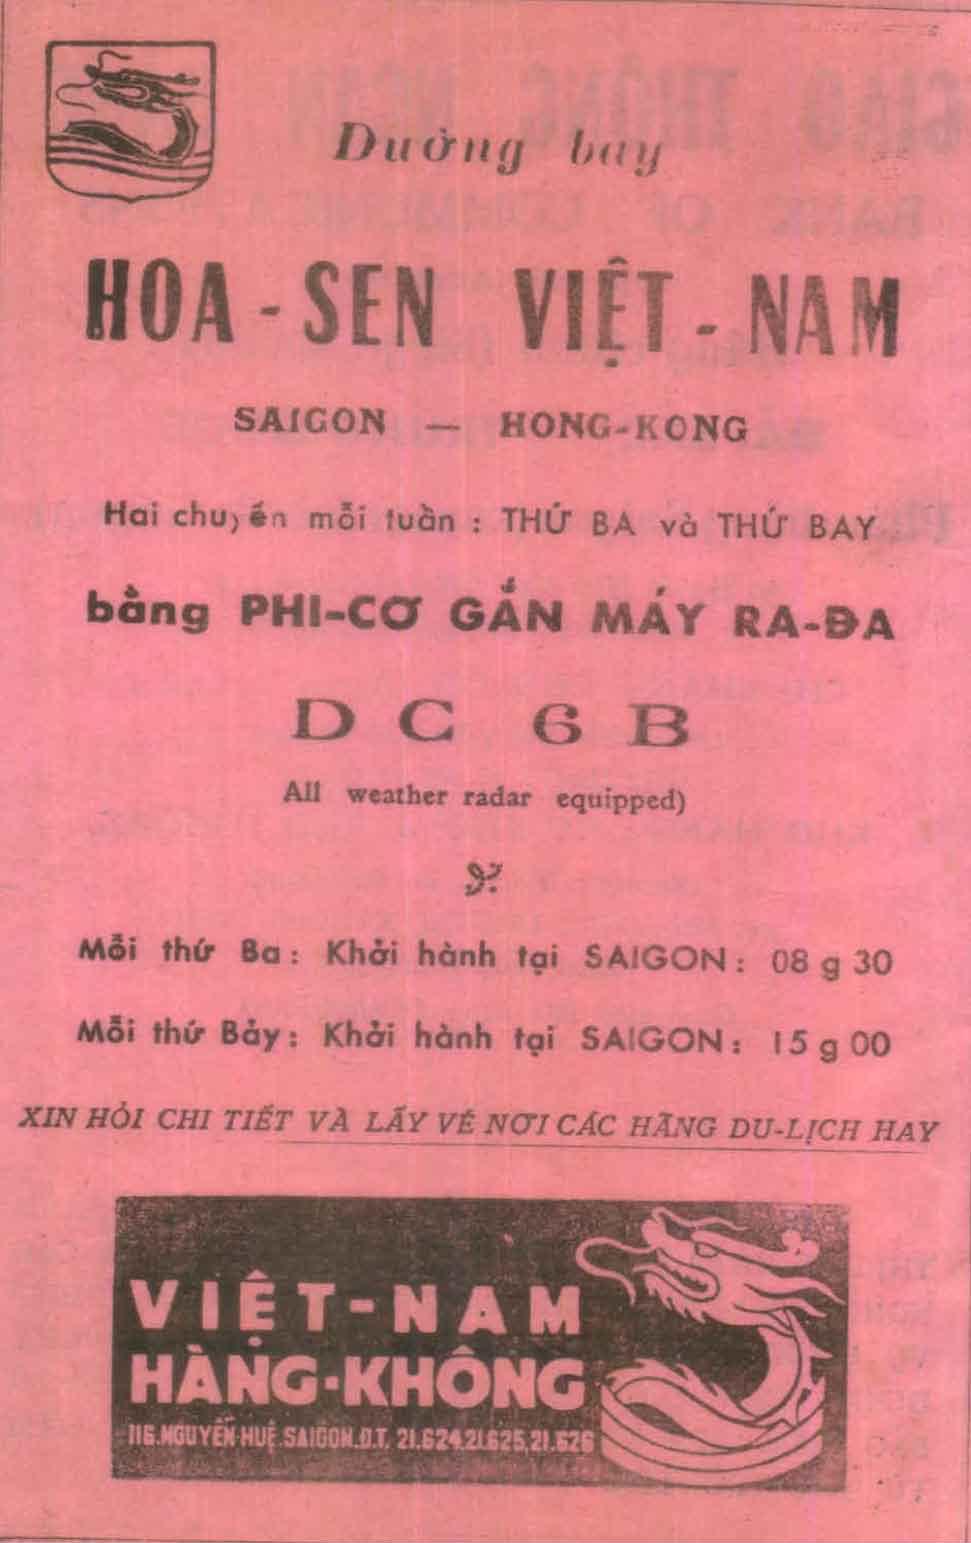 Dường bay
HOA - SEN VIỆT - NAM
SAIGON — HONG-KONG
Hai chuyến mỗi tuần : THỨ BA và THỨ BAY
bằng PHI-CƠ GẮN MÁY RA-ĐA
DC 6B
All weather radar equipped)
Mỗi thứ Ba : Khởi hành tại SAIGON : 08 g 30
Mỗi thứ Bảy : Khởi hành tại SAIGON : 15 g 00
XIN HỎI CHI TIẾT VÀ LẤY VÉ NƠI CÁC HÃNG DU-LỊCH HAY
VIỆT-NAM
HÀNG-KHÔNG
116.NGUYỄN HUỆ.SAIGON.Đ.T. 21.624.21.625,21.626